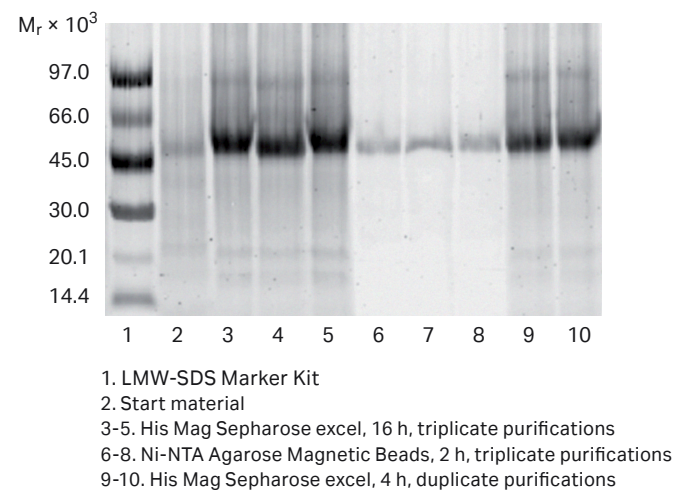 Mr × 10³
97.0
66.0
45.0
30.0
20.1
14.4
1 2 3 4 5 6 7 8 9 10
1. LMW-SDS Marker Kit
2. Start material
3-5. His Mag Sepharose excel, 16 h, triplicate purifications
6-8. Ni-NTA Agarose Magnetic Beads, 2 h, triplicate purifications
9-10. His Mag Sepharose excel, 4 h, duplicate purifications